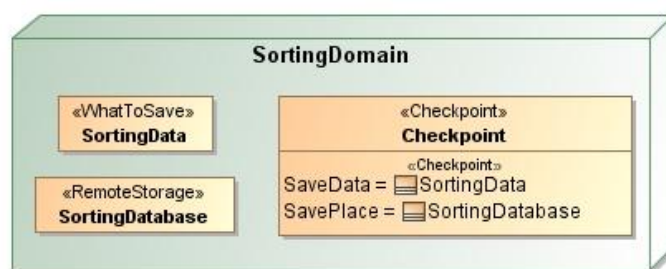 SortingDomain
«WhatToSave»
SortingData
«RemoteStorage»
SortingDatabase
«Checkpoint»
Checkpoint
«Checkpoint»
SaveData = SortingData
SavePlace = SortingDatabase